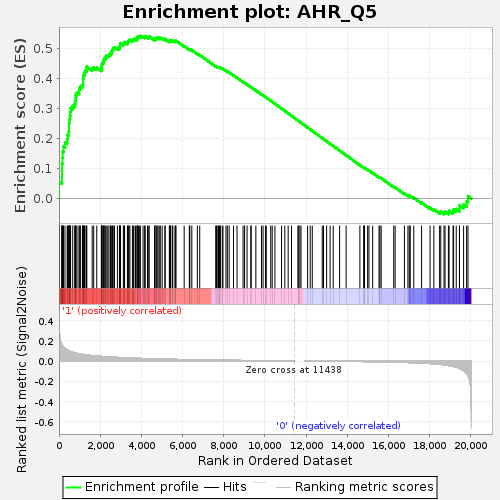 Enrichment plot: AHR_Q5
Enrichment score (ES)
0.5
0.4
0.3
0.2
0.1
0.0
'1' (positively correlated)
Ranked list metric (Signal2Noise)
0.4
0.2
0.0
-0.2
-0.4
-0.6
Zero cross at 11438
'0' (negatively correlated)
0 2,000 4,000 6,000 8,000 10,000 12,000 14,000 16,000 18,000 20,000
Rank in Ordered Dataset
Enrichment profile Hits Ranking metric scores